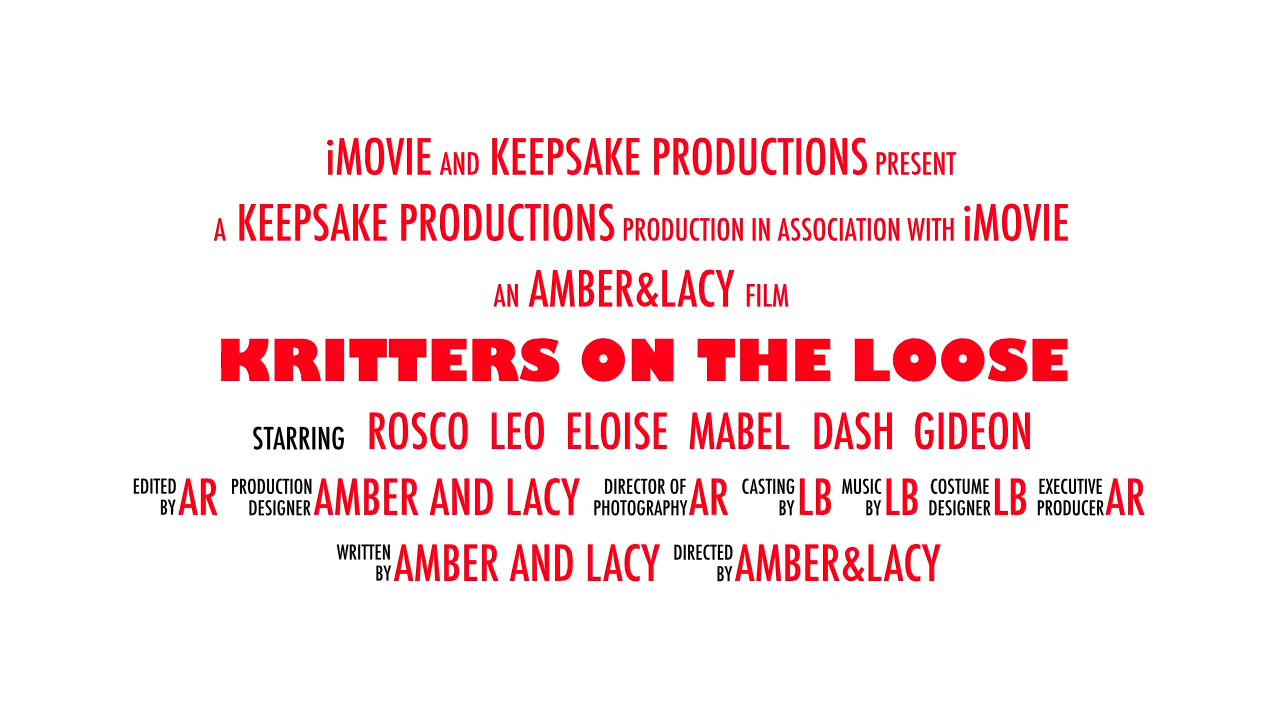 iMOVIE AND KEEPSAKE PRODUCTIONS PRESENT
A KEEPSAKE PRODUCTIONS PRODUCTION IN ASSOCIATION WITH iMOVIE
AN AMBER&LACY FILM
KRITTERS ON THE LOOSE
STARRING ROSCO LEO ELOISE MABEL DASH GIDEON
EDITED BY AR PRODUCTION DESIGNER AMBER AND LACY DIRECTOR OF PHOTOGRAPHY AR CASTING BY LB MUSIC BY LB COSTUME DESIGNER LB EXECUTIVE PRODUCER AR
WRITTEN BY AMBER AND LACY DIRECTED BY AMBER&LACY